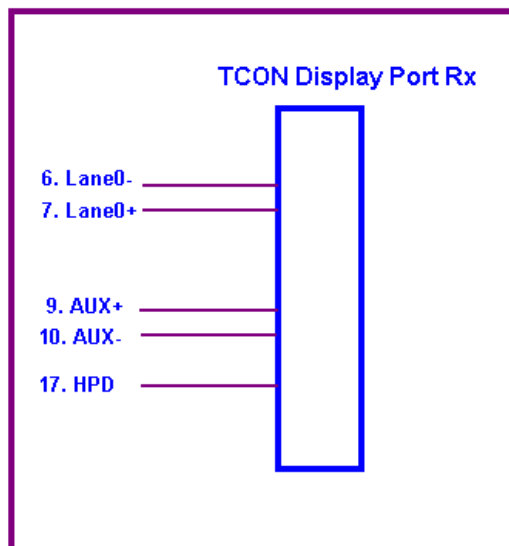 TCON Display Port Rx
6. Lane0-
7. Lane0+
9. AUX+
10. AUX-
17. HPD